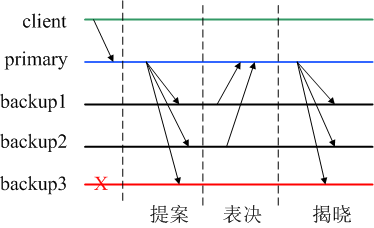 client
primary
backup1
backup2
backup3
X
提案 表决 揭晓